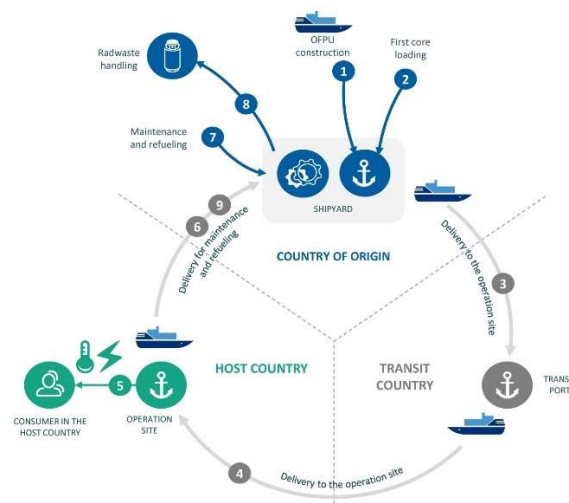 OFPU
construction
First core
loading
Radwaste
handling
1
2
8
Maintenance
and refueling
7
SHIPYARD
COUNTRY OF ORIGIN
9
6
Delivery for maintenance
and refueling
Delivery to the operation site
3
HOST COUNTRY
TRANSIT
COUNTRY
TRANS
PORT
5
CONSUMER IN THE
HOST COUNTRY
OPERATION
SITE
4
Delivery to the operation site